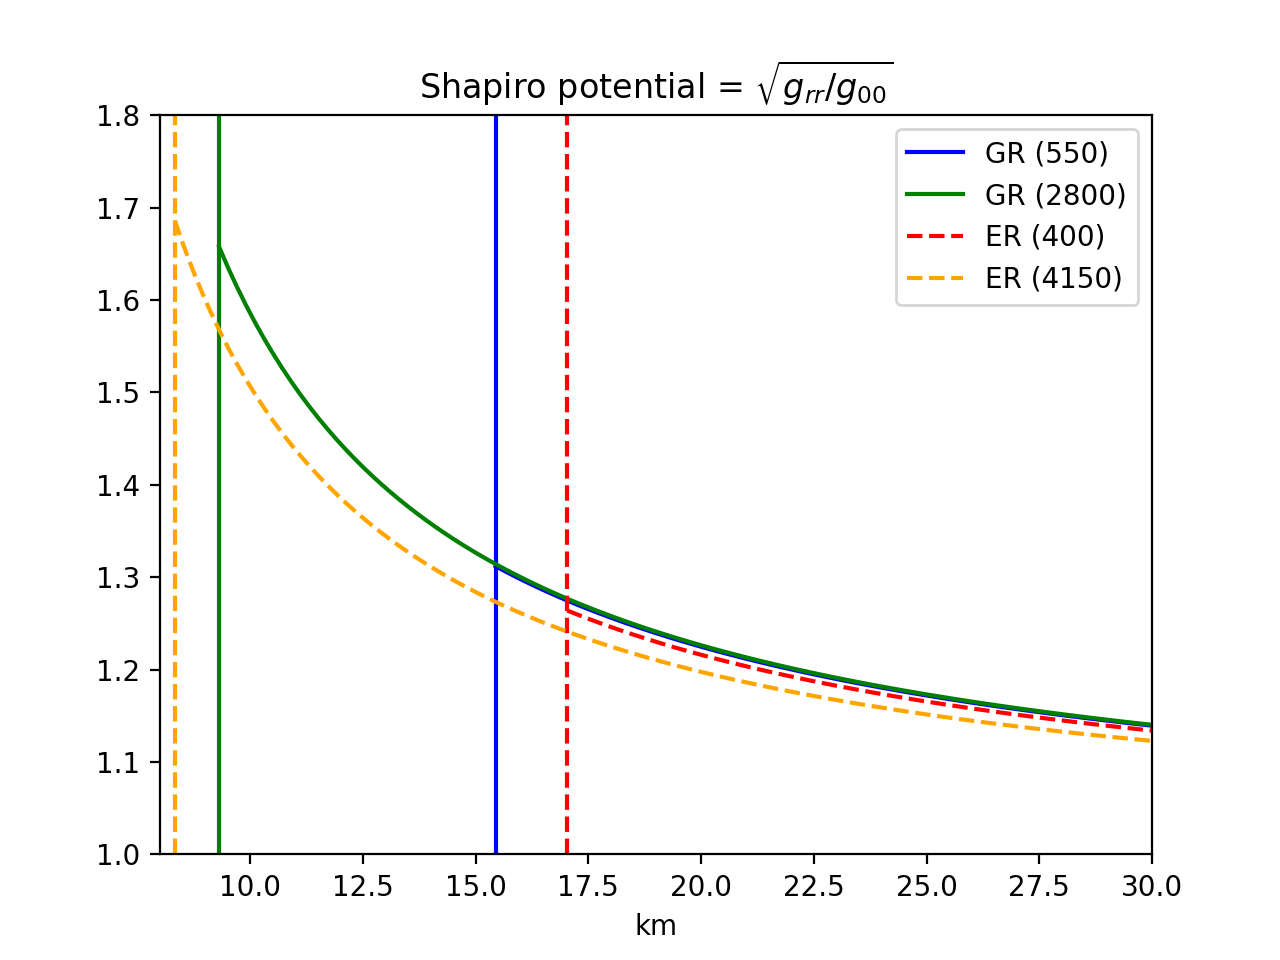 Shapiro potential = √g_rr/g_00
1.8
1.7
1.6
1.5
1.4
1.3
1.2
1.1
1.0
10.0 12.5 15.0 17.5 20.0 22.5 25.0 27.5 30.0
km
GR (550)
GR (2800)
ER (400)
ER (4150)